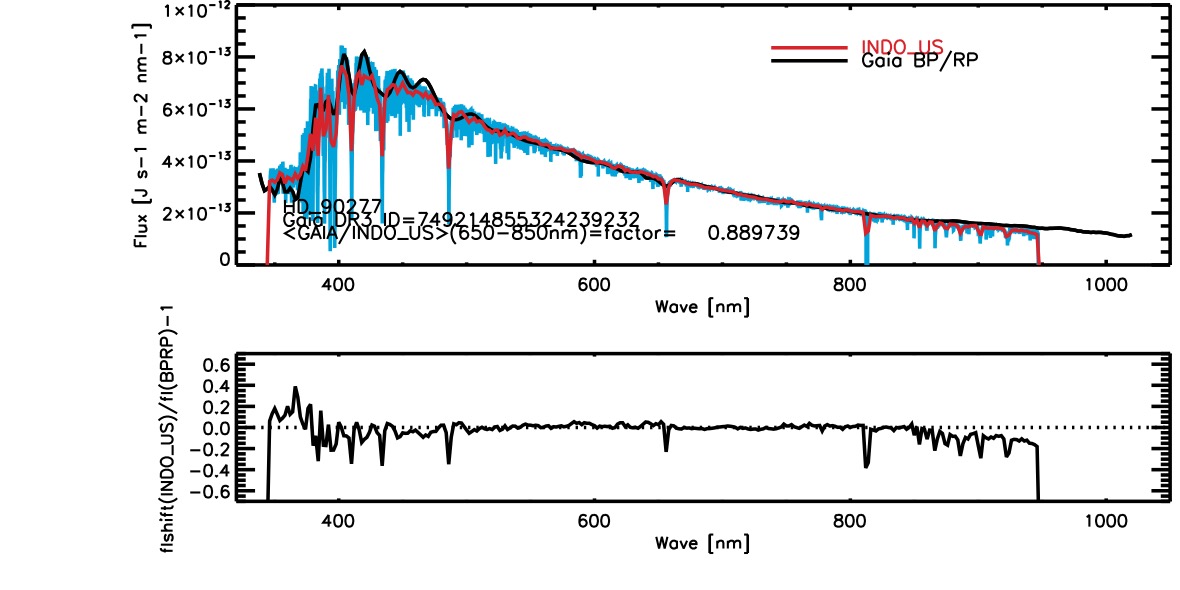 1×10⁻¹²
8×10⁻¹³
6×10⁻¹³
4×10⁻¹³
2×10⁻¹³
0
Flux [J s-1 m-2 nm-1]
INDO_US
Gaia BP/RP
HD_90277
Gaia DR3 ID=749214855324239232
<GAIA/INDO_US>(650-850nm)=factor= 0.889739
400 600 800 1000
Wave [nm]
flshift(INDO_US)/fl(BPRP)-1
0.6
0.4
0.2
0.0
-0.2
-0.4
-0.6
400 600 800 1000
Wave [nm]